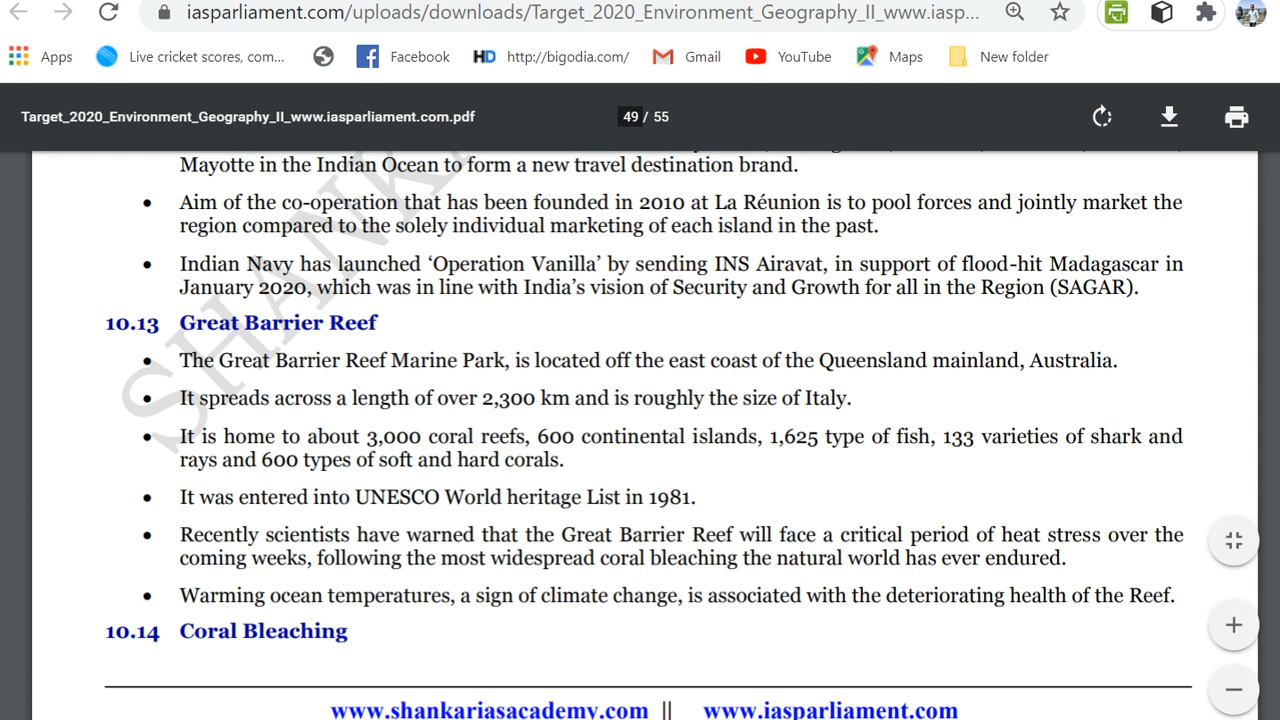 iasparliament.com/uploads/downloads/Target_2020_Environment_Geography_II_www.iasp...
Apps
Live cricket scores, com...
Facebook
HD
http://bigodia.com/
Gmail
YouTube
Maps
New folder
Target_2020_Environment_Geography_II_www.iasparliament.com.pdf
49 / 55
Mayotte in the Indian Ocean to form a new travel destination brand.
• Aim of the co-operation that has been founded in 2010 at La Réunion is to pool forces and jointly market the
region compared to the solely individual marketing of each island in the past.
• Indian Navy has launched ‘Operation Vanilla’ by sending INS Airavat, in support of flood-hit Madagascar in
January 2020, which was in line with India’s vision of Security and Growth for all in the Region (SAGAR).
10.13 Great Barrier Reef
• The Great Barrier Reef Marine Park, is located off the east coast of the Queensland mainland, Australia.
• It spreads across a length of over 2,300 km and is roughly the size of Italy.
• It is home to about 3,000 coral reefs, 600 continental islands, 1,625 type of fish, 133 varieties of shark and
rays and 600 types of soft and hard corals.
• It was entered into UNESCO World heritage List in 1981.
• Recently scientists have warned that the Great Barrier Reef will face a critical period of heat stress over the
coming weeks, following the most widespread coral bleaching the natural world has ever endured.
• Warming ocean temperatures, a sign of climate change, is associated with the deteriorating health of the Reef.
10.14 Coral Bleaching
www.shankariasacademy.com || www.iasparliament.com
SHANK